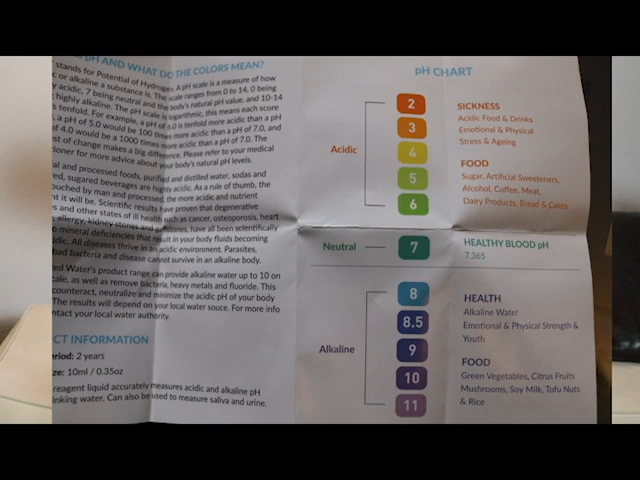 pH AND WHAT DO THE COLORS MEAN?
stands for Potential of Hydrogen. A pH scale is a measure of how
or alkaline a substance is. The scale ranges from 0 14, 0 being
acidic, 7 being neutral and the body's natural pH value, and 10-14
highly alkaline. The pH scale is logarithmic, this means each score
tenfold. For example, a pH of 6.0 is tenfold more acidic than a pH
a pH of 5.0 would be 100 times more acidic than a pH of 7.0, and
of 4.0 would be a 1000 times more acidic than a pH of 7.0. The
of change makes a big difference. Please refer to your medical
for more advice about your body's natural pH levels.
and processed foods, purified and distilled water, sodas and
sugared beverages are highly acidic. As a rule of thumb, the
by man and processed, the more acidic and nutrient
it will be. Scientific results have proven that degenerative
and other states of ill health such as cancer, osteoporosis, heart
allergy, kidney stones and gallstones, have all been scientifically
mineral deficiencies that result in your body fluids becoming
All diseases thrive in an acidic environment. Parasites,
bad bacteria and disease cannot survive in an alkaline body.
Water's product range can provide alkaline water up to 10 on
as well as remove bacteria, heavy metals and fluoride. This
counteract, neutralize and minimize the acidic pH of your body
The results will depend on your local water souce. For more info
your local water authority.
INFORMATION
2 years
10ml / 0.35oz
reagent liquid accurately measures acidic and alkaline pH
water. Can also be used to measure saliva and urine.
pH CHART
Acidic
2
3
4
5
6
SICKNESS
Acidic Food & Drinks
Emotional & Physical
Stress & Ageing
FOOD
Sugar, Artificial Sweeteners,
Alcohol, Coffee, Meat,
Dairy Products, Bread & Cakes
Neutral
7
HEALTHY BLOOD pH
7.365
Alkaline
8
8.5
9
10
11
HEALTH
Alkaline Water
Emotional & Physical Strength &
Youth
FOOD
Green Vegetables, Citrus Fruits
Mushrooms, Soy Milk, Tofu Nuts
& Rice